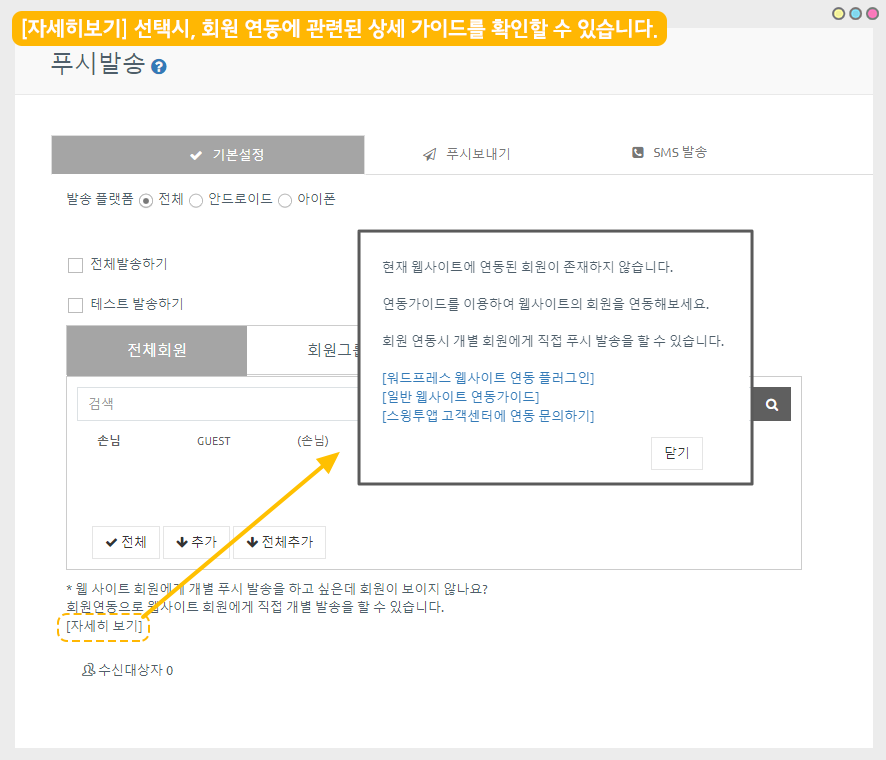 [자세히보기] 선택시, 회원 연동에 관련된 상세 가이드를 확인할 수 있습니다.
푸시발송 ?
기본설정
푸시보내기
SMS 발송
발송 플랫폼 전체 안드로이드 아이폰
전체발송하기
테스트 발송하기
전체회원
회원그룹
검색
손님 GUEST (손님)
현재 웹사이트에 연동된 회원이 존재하지 않습니다.
연동가이드를 이용하여 웹사이트의 회원을 연동해보세요.
회원 연동시 개별 회원에게 직접 푸시 발송을 할 수 있습니다.
[워드프레스 웹사이트 연동 플러그인]
[일반 웹사이트 연동가이드]
[스윙투앱 고객센터에 연동 문의하기]
닫기
전체 추가 전체추가
* 웹 사이트 회원에게 개별 푸시 발송을 하고 싶은데 회원이 보이지 않나요?
회원연동으로 웹사이트 회원에게 직접 개별 발송을 할 수 있습니다.
[자세히 보기]
수신대상자 0